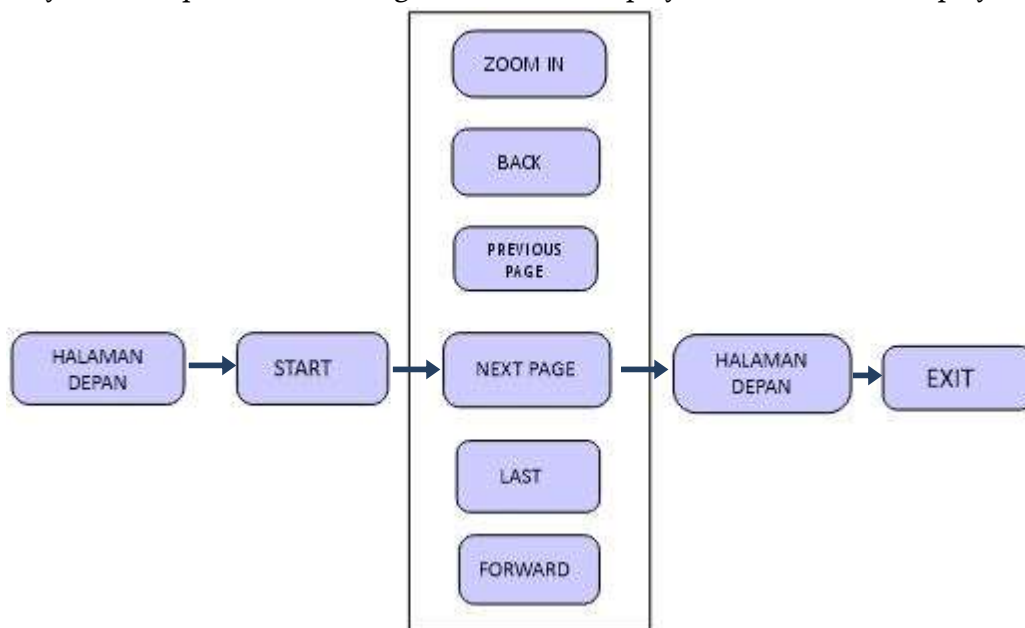 ZOOM IN
BACK
PREVIOUS
PAGE
HALAMAN
DEPAN
START
NEXT PAGE
HALAMAN
DEPAN
EXIT
LAST
FORWARD